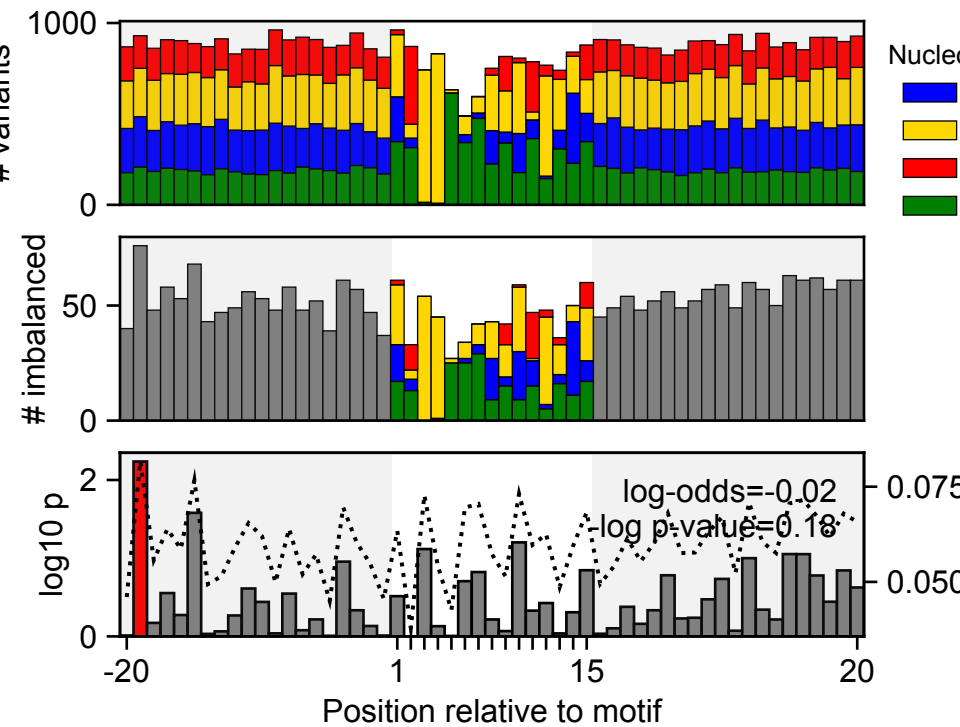 1000
# variants
0
Nucleo
50
# imbalanced
0
2
log10 p
0
log-odds=-0.02
-log p-value=0.18
0.075
0.050
-20
1
15
20
Position relative to motif